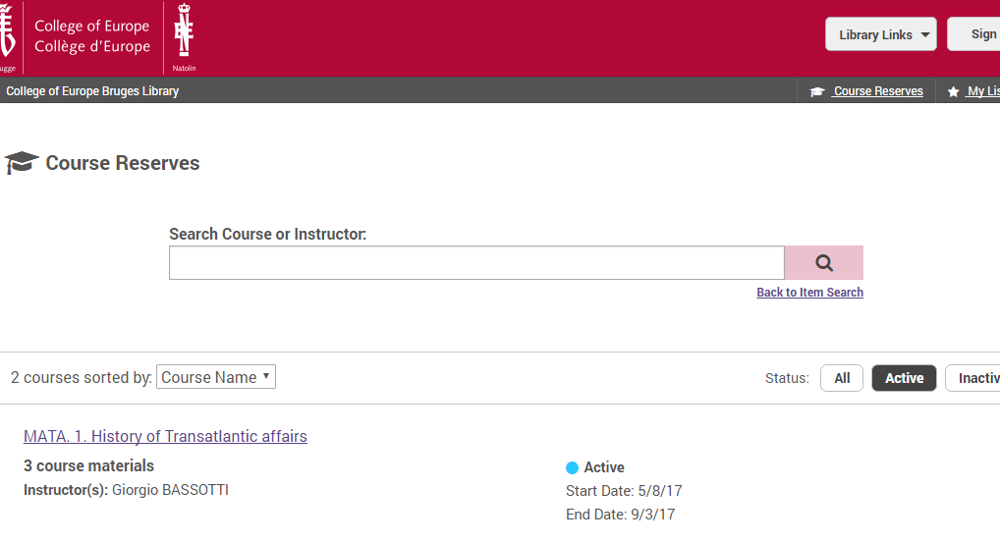 College of Europe
Collège d'Europe
ugge
Natolin
Library Links
Sign
College of Europe Bruges Library
Course Reserves
My Lis
Course Reserves
Search Course or Instructor:
Back to Item Search
2 courses sorted by: Course Name
Status: All Active Inactiv
MATA. 1. History of Transatlantic affairs
3 course materials
Active
Instructor(s): Giorgio BASSOTTI
Start Date: 5/8/17
End Date: 9/3/17